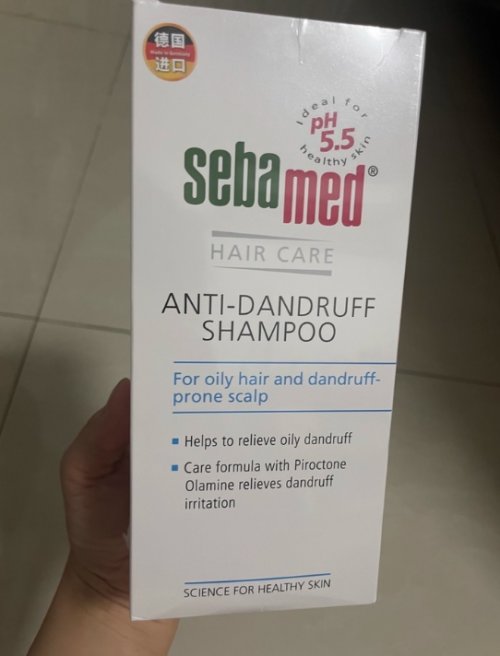 德国
Made in Germany
进口
ideal for
pH
5.5
healthy skin
sebamed®
HAIR CARE
ANTI-DANDRUFF
SHAMPOO
For oily hair and dandruff-
prone scalp
Helps to relieve oily dandruff
Care formula with Piroctone
Olamine relieves dandruff
irritation
SCIENCE FOR HEALTHY SKIN